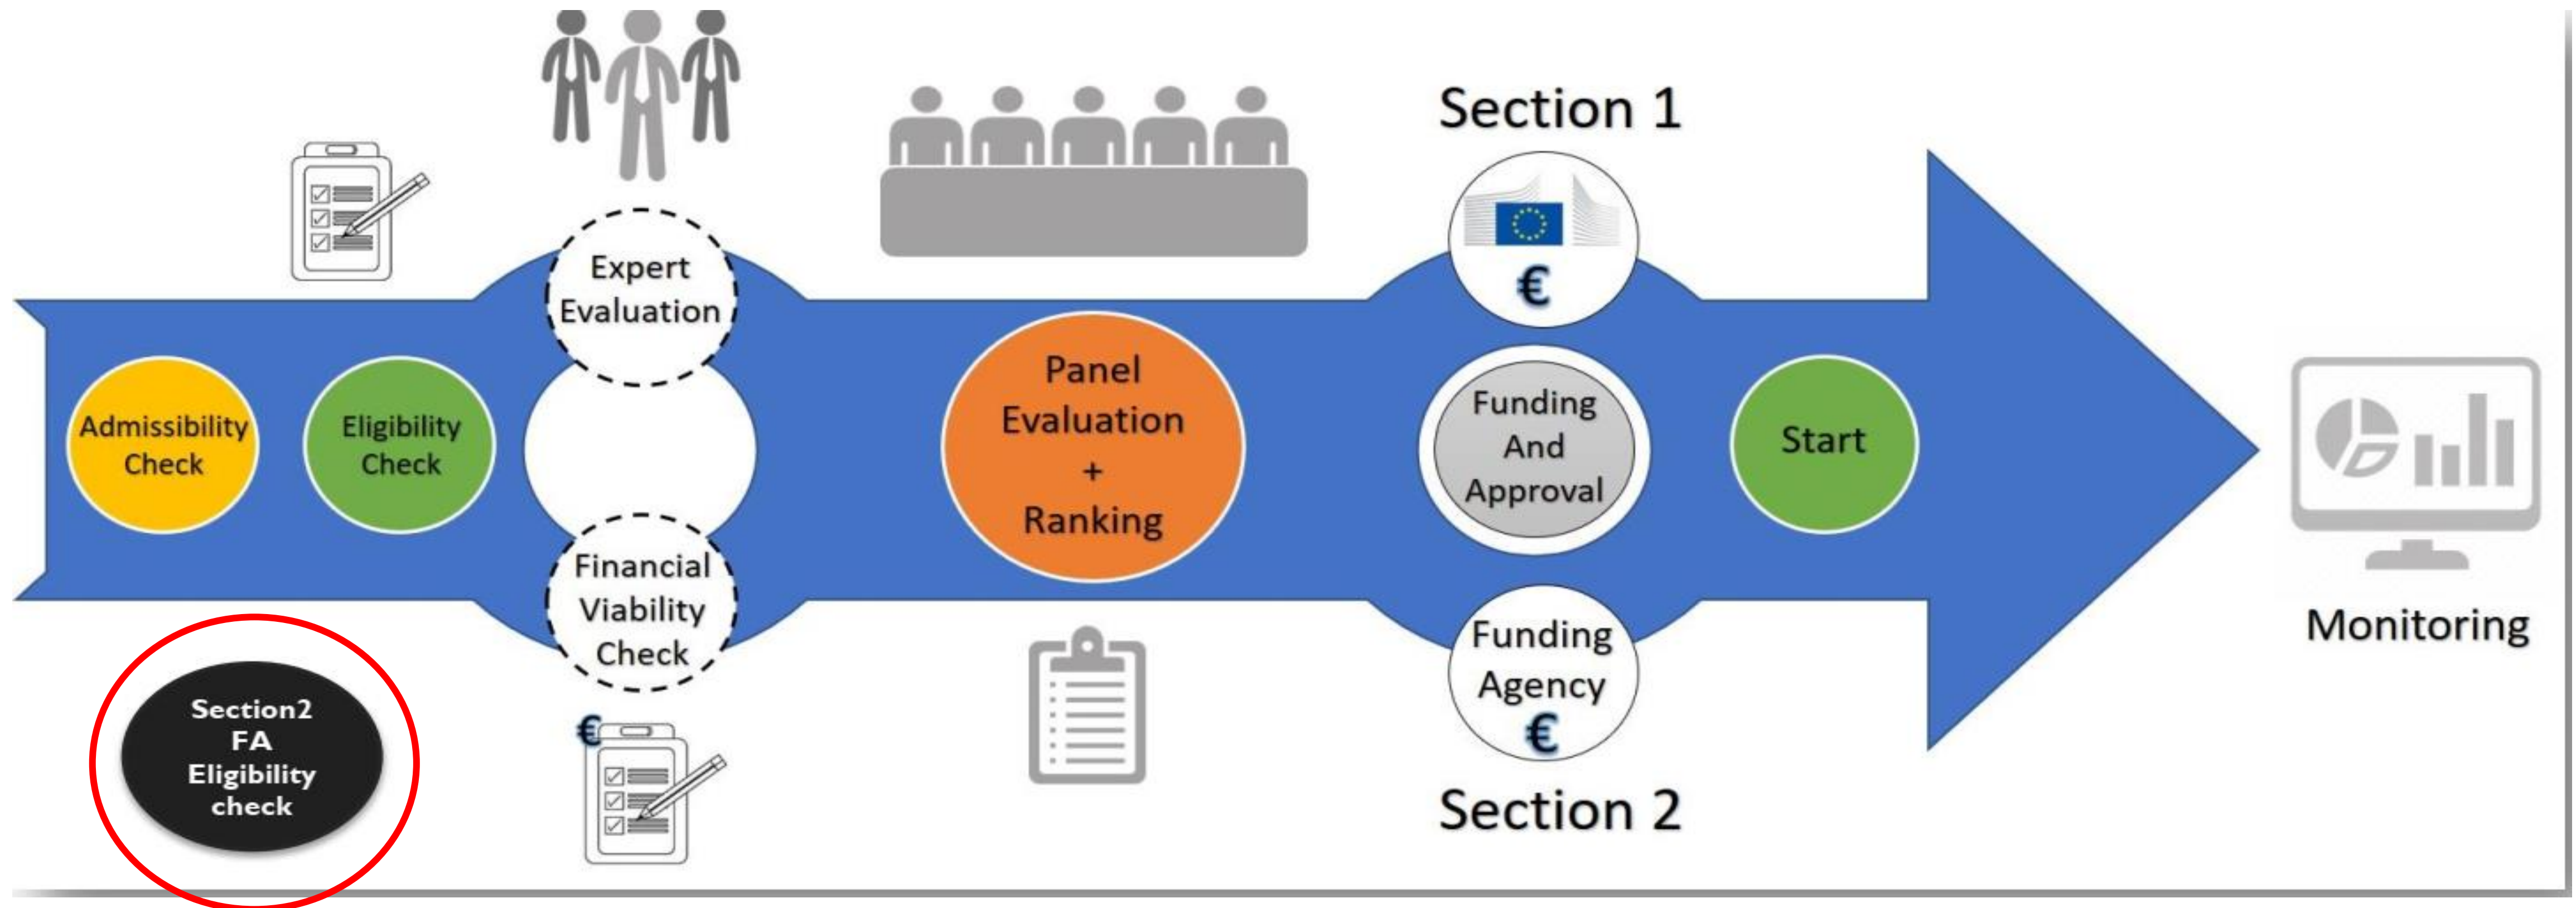 Section 1
€
Expert
Evaluation
Admissibility
Check
Eligibility
Check
Panel
Evaluation
+
Ranking
Funding
And
Approval
Start
Financial
Viability
Check
Funding
Agency
€
Section 2
Monitoring
Section2
FA
Eligibility
check
€